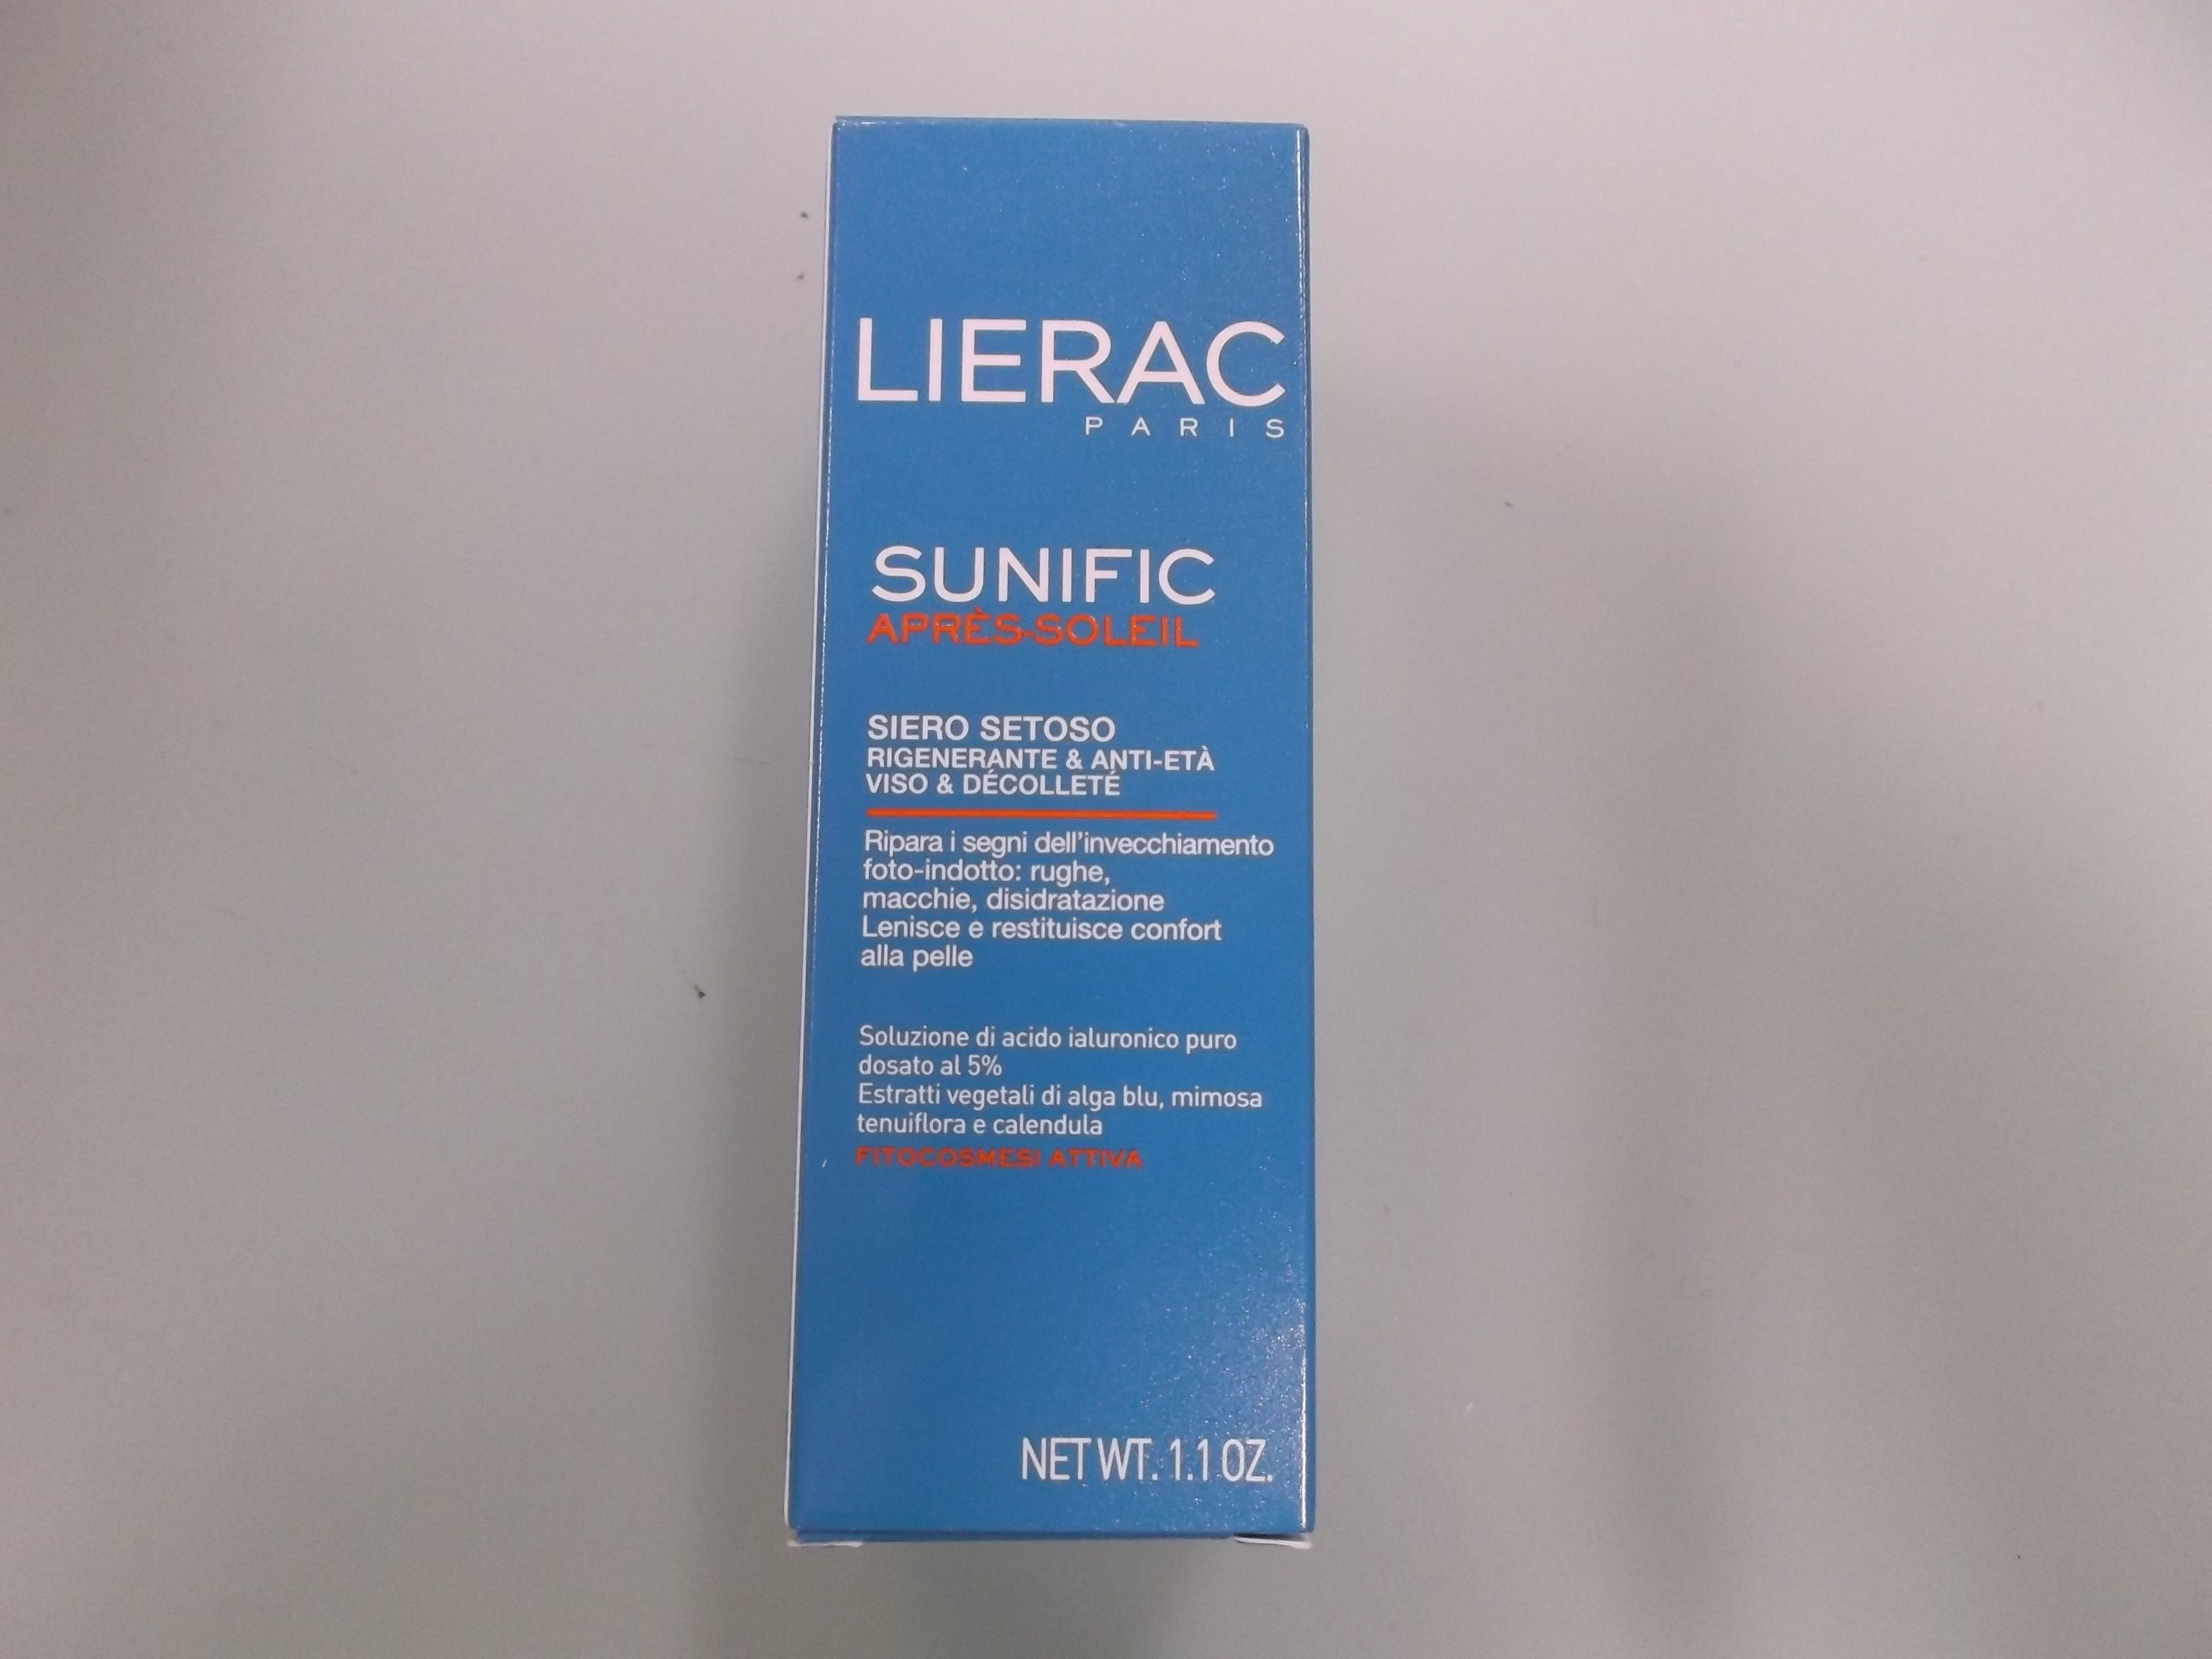 LIERAC
PARIS
SUNIFIC
APRÈS-SOLEIL
SIERO SETOSO
RIGENERANTE & ANTI-ETÀ
VISO & DÉCOLLETÉ
Ripara i segni dell'invecchiamento
foto-indotto: rughe,
macchie, disidratazione
Lenisce e restituisce confort
alla pelle
Soluzione di acido ialuronico puro
dosato al 5%
Estratti vegetali di alga blu, mimosa
tenuiflora e calendula
FITOCOSMESI ATTIVA
NET WT. 1.1 OZ.